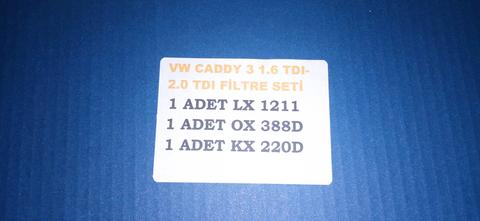 VW CADDY 3 1.6 TDI-
2.0 TDI FİLTRE SETİ
1 ADET LX 1211
1 ADET OX 388D
1 ADET KX 220D